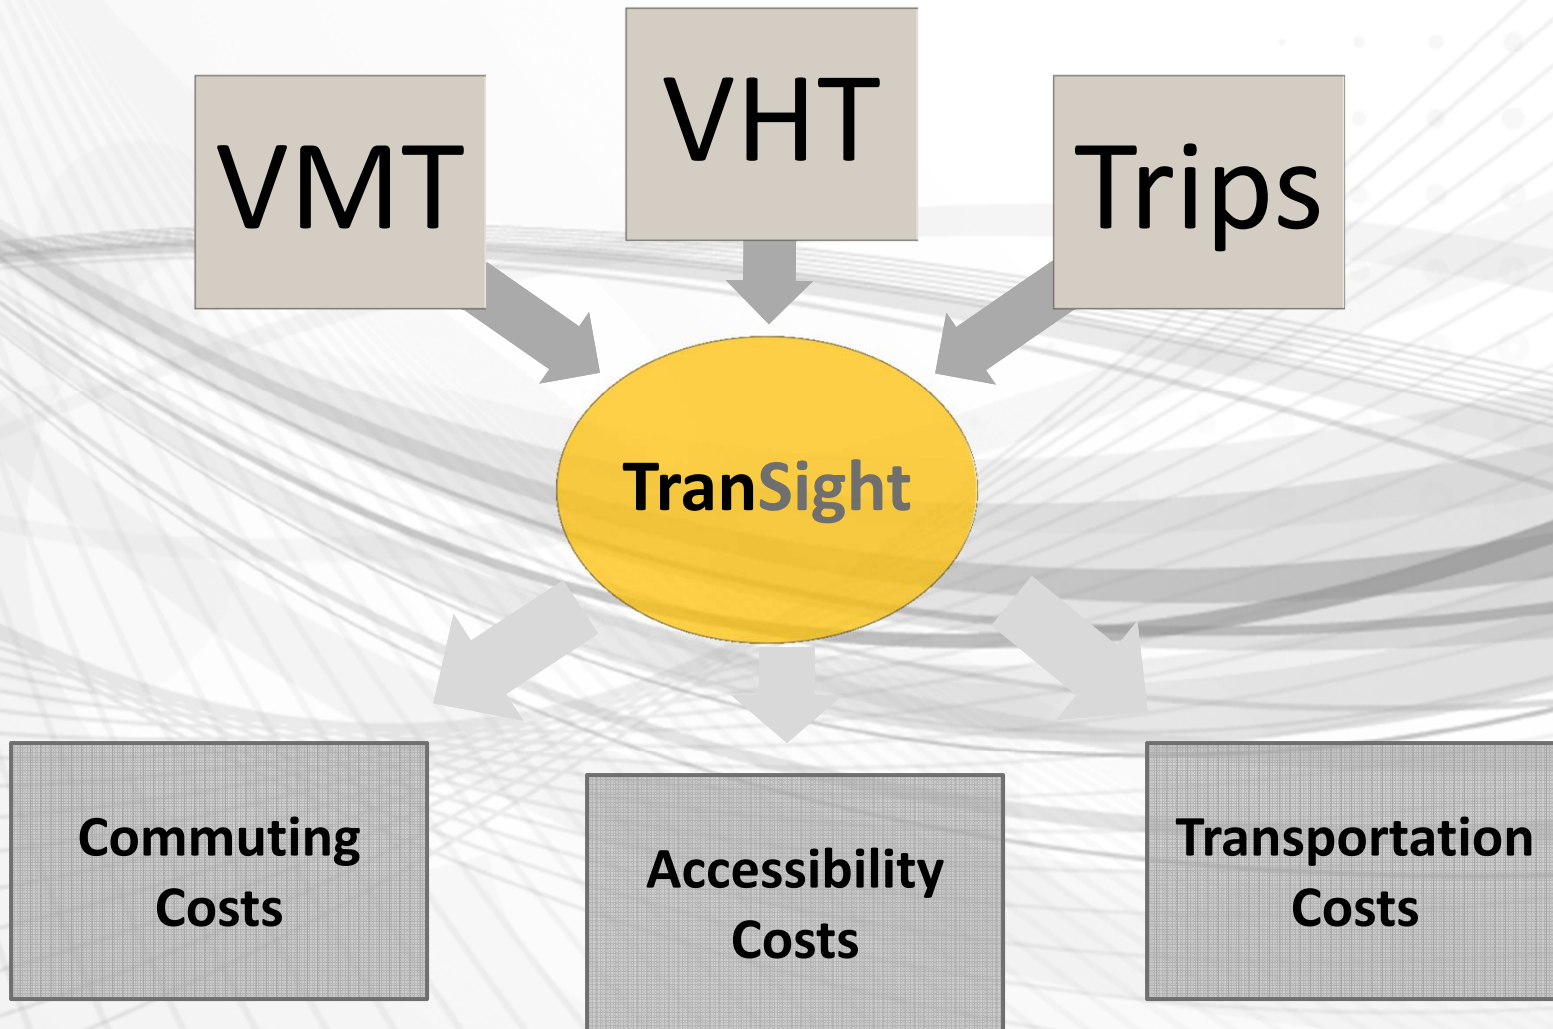 VMT
VHT
Trips
TranSight
Commuting
Costs
Accessibility
Costs
Transportation
Costs